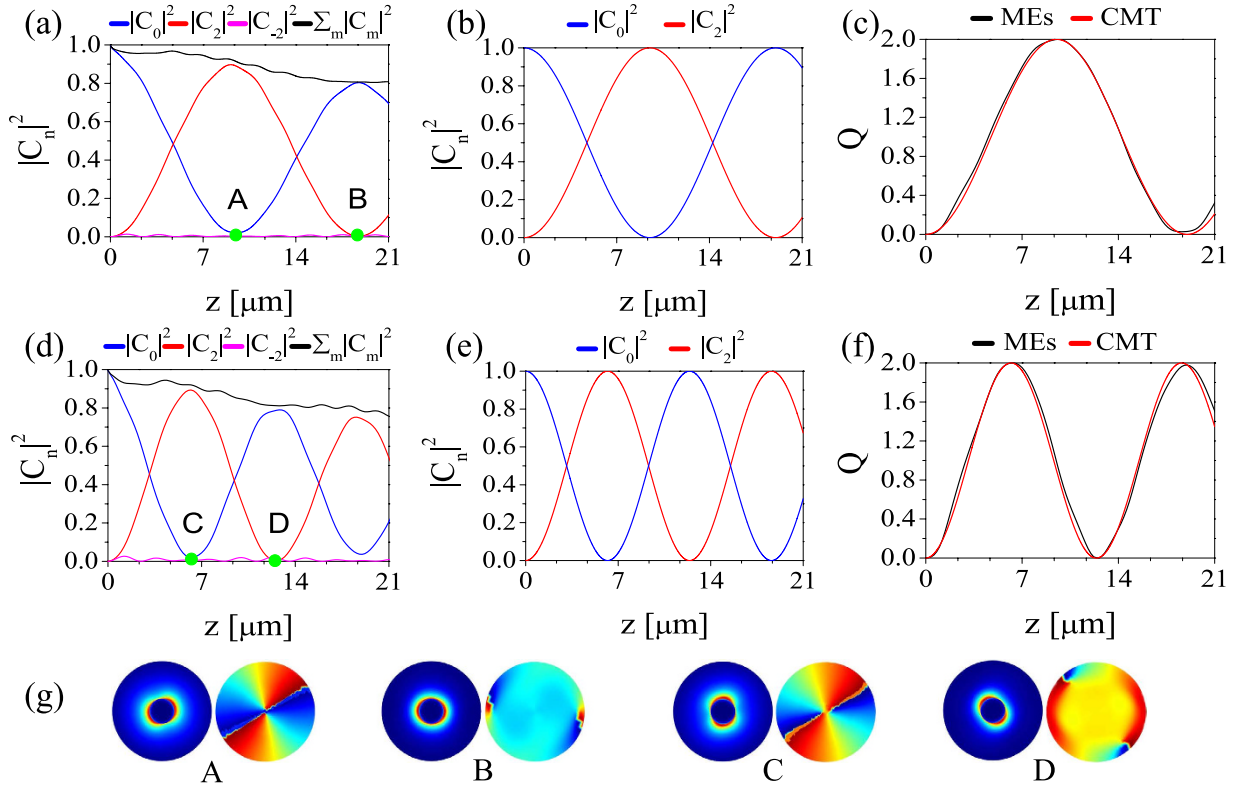 (a) |C₀|² |C₂|² |C₋₂|² Σₘ|Cₘ|²
1.0
0.8
0.6
0.4
0.2
0.0
|Cₙ|²
A B
0 7 14 21
z [μm]
(b) |C₀|² |C₂|²
1.0
0.8
0.6
0.4
0.2
0.0
|Cₙ|²
0 7 14 21
z [μm]
(c) MEs CMT
2.0
1.6
1.2
0.8
0.4
0.0
Q
0 7 14 21
z [μm]
(d) |C₀|² |C₂|² |C₋₂|² Σₘ|Cₘ|²
1.0
0.8
0.6
0.4
0.2
0.0
|Cₙ|²
C D
0 7 14 21
z [μm]
(e) |C₀|² |C₂|²
1.0
0.8
0.6
0.4
0.2
0.0
|Cₙ|²
0 7 14 21
z [μm]
(f) MEs CMT
2.0
1.6
1.2
0.8
0.4
0.0
Q
0 7 14 21
z [μm]
(g)
A B C D